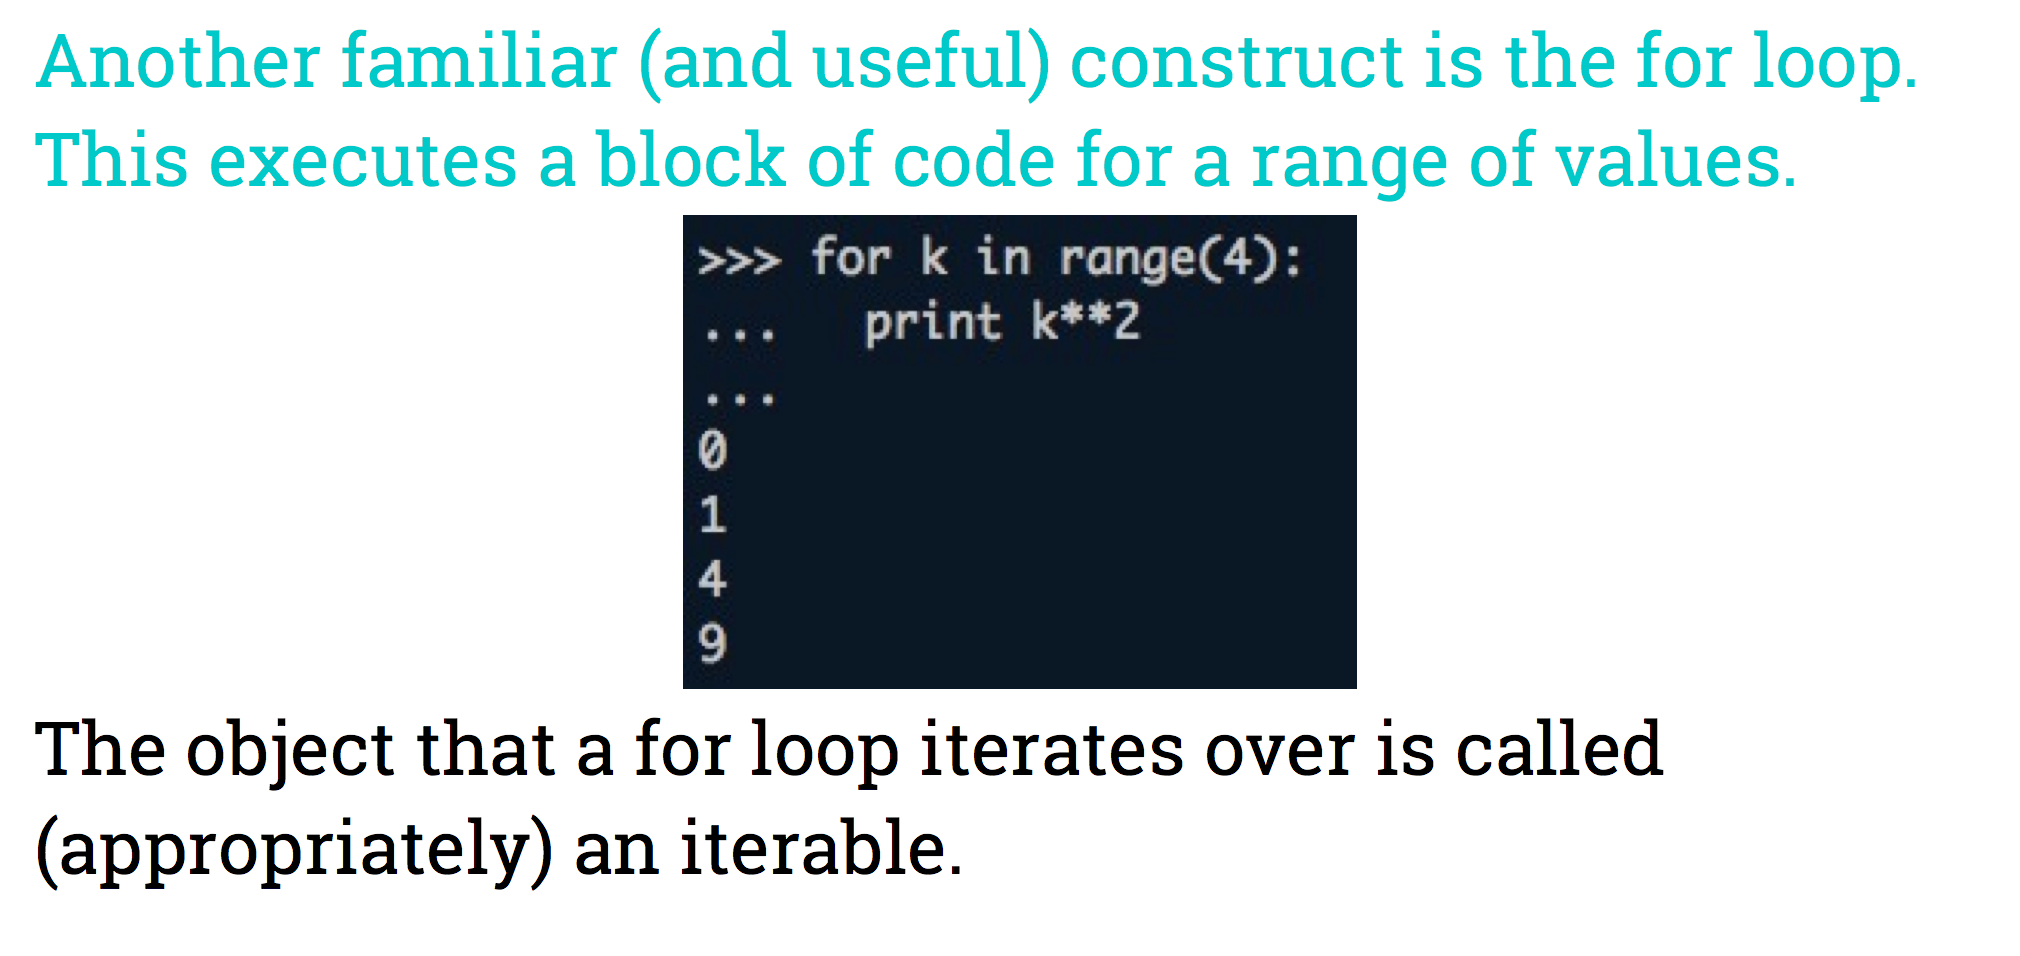 Another familiar (and useful) construct is the for loop.
This executes a block of code for a range of values.
>>> for k in range(4):
...   print k**2
...
0
1
4
9
The object that a for loop iterates over is called
(appropriately) an iterable.